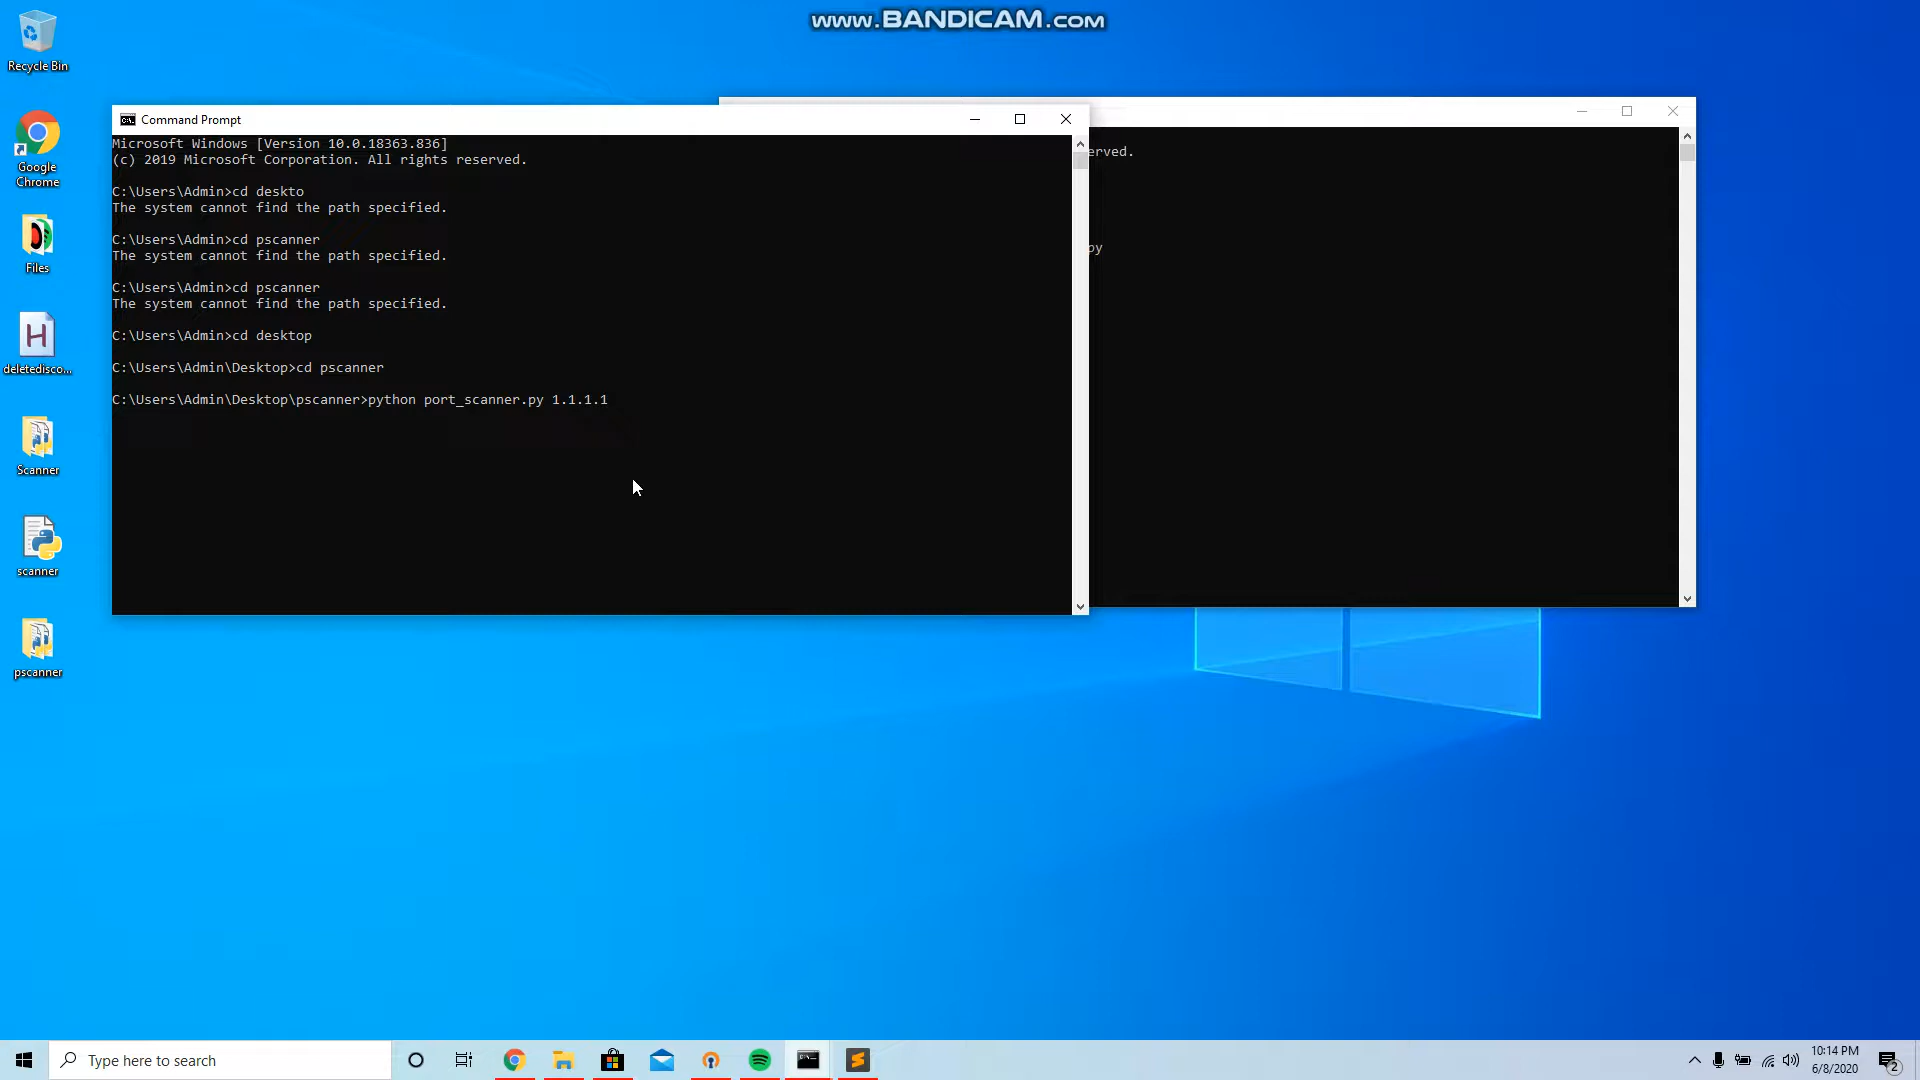 www.BANDICAM.com
Recycle Bin
Google
Chrome
Files
deletedisco...
Scanner
scanner
pscanner
Command Prompt
Microsoft Windows [Version 10.0.18363.836]
(c) 2019 Microsoft Corporation. All rights reserved.
C:\Users\Admin>cd deskto
The system cannot find the path specified.
C:\Users\Admin>cd pscanner
The system cannot find the path specified.
C:\Users\Admin>cd pscanner
The system cannot find the path specified.
C:\Users\Admin>cd desktop
C:\Users\Admin\Desktop>cd pscanner
C:\Users\Admin\Desktop\pscanner>python port_scanner.py 1.1.1.1
erved.
py
Type here to search
10:14 PM
6/8/2020
2